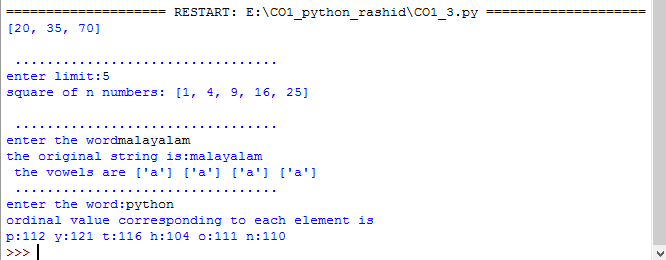 ==================== RESTART: E:\CO1_python_rashid\CO1_3.py ====================
[20, 35, 70]
.................................
enter limit:5
square of n numbers: [1, 4, 9, 16, 25]
.................................
enter the wordmalayalam
the original string is:malayalam
the vowels are ['a'] ['a'] ['a'] ['a']
.................................
enter the word:python
ordinal value corresponding to each element is
p:112 y:121 t:116 h:104 o:111 n:110
>>>